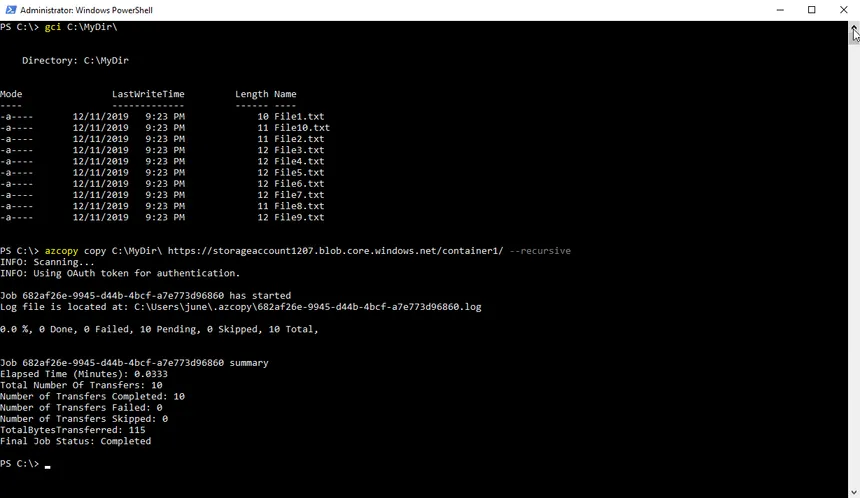 Administrator: Windows PowerShell
PS C:\> gci C:\MyDir\
Directory: C:\MyDir
Mode LastWriteTime Length Name
---- ------------- ------ ----
-a---- 12/11/2019 9:23 PM 10 File1.txt
-a---- 12/11/2019 9:23 PM 11 File10.txt
-a---- 12/11/2019 9:23 PM 11 File2.txt
-a---- 12/11/2019 9:23 PM 12 File3.txt
-a---- 12/11/2019 9:23 PM 12 File4.txt
-a---- 12/11/2019 9:23 PM 12 File5.txt
-a---- 12/11/2019 9:23 PM 12 File6.txt
-a---- 12/11/2019 9:23 PM 12 File7.txt
-a---- 12/11/2019 9:23 PM 11 File8.txt
-a---- 12/11/2019 9:23 PM 12 File9.txt
PS C:\> azcopy copy C:\MyDir\ https://storageaccount1207.blob.core.windows.net/container1/ --recursive
INFO: Scanning...
INFO: Using OAuth token for authentication.
Job 682af26e-9945-d44b-4bcf-a7e773d96860 has started
Log file is located at: C:\Users\june\.azcopy\682af26e-9945-d44b-4bcf-a7e773d96860.log
0.0 %, 0 Done, 0 Failed, 10 Pending, 0 Skipped, 10 Total,
Job 682af26e-9945-d44b-4bcf-a7e773d96860 summary
Elapsed Time (Minutes): 0.0333
Total Number Of Transfers: 10
Number of Transfers Completed: 10
Number of Transfers Failed: 0
Number of Transfers Skipped: 0
TotalBytesTransferred: 115
Final Job Status: Completed
PS C:\> _